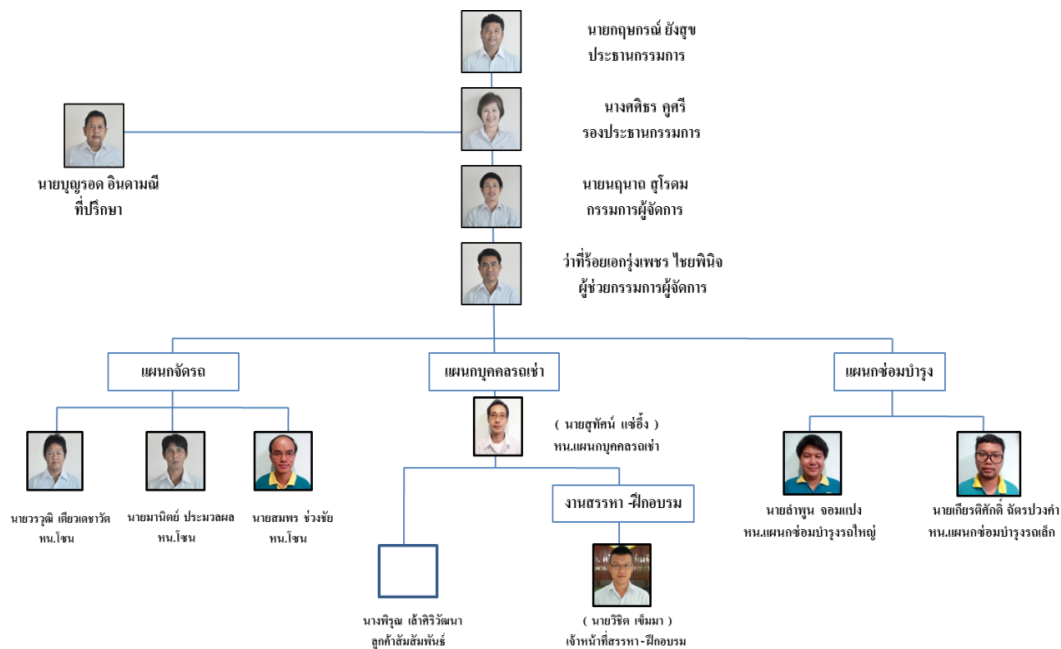 นายกฤษกรณ์ ยังสุข
ประธานกรรมการ
นางศศิธร คูศรี
รองประธานกรรมการ
นายบุญรอด อินดามณี
ที่ปรึกษา
นายนฤนาถ สุโรดม
กรรมการผู้จัดการ
ว่าที่ร้อยเอกรุ่งเพชร ไชยพินิจ
ผู้ช่วยกรรมการผู้จัดการ
แผนกจัดรถ
แผนกบุคคลรถเช่า
แผนกซ่อมบำรุง
( นายสุทัศน์ แซ่อึ้ง )
หน.แผนกบุคคลรถเช่า
งานสรรหา -ฝึกอบรม
นายวรวุฒิ เตียวเดชาวัต
หน.โซน
นายมานิตย์ ประมวลผล
หน.โซน
นายสมพร ช่วงชัย
หน.โซน
นายลำพูน จอมแปง
หน.แผนกซ่อมบำรุงรถใหญ่
นายเกียรติศักดิ์ ฉัตรปวงคำ
หน.แผนกซ่อมบำรุงรถเล็ก
นางพิรุณ เล้าศิริวัฒนา
ลูกค้าสัมสัมพันธ์
( นายวิชิต เข็มมา )
เจ้าหน้าที่สรรหา -ฝึกอบรม